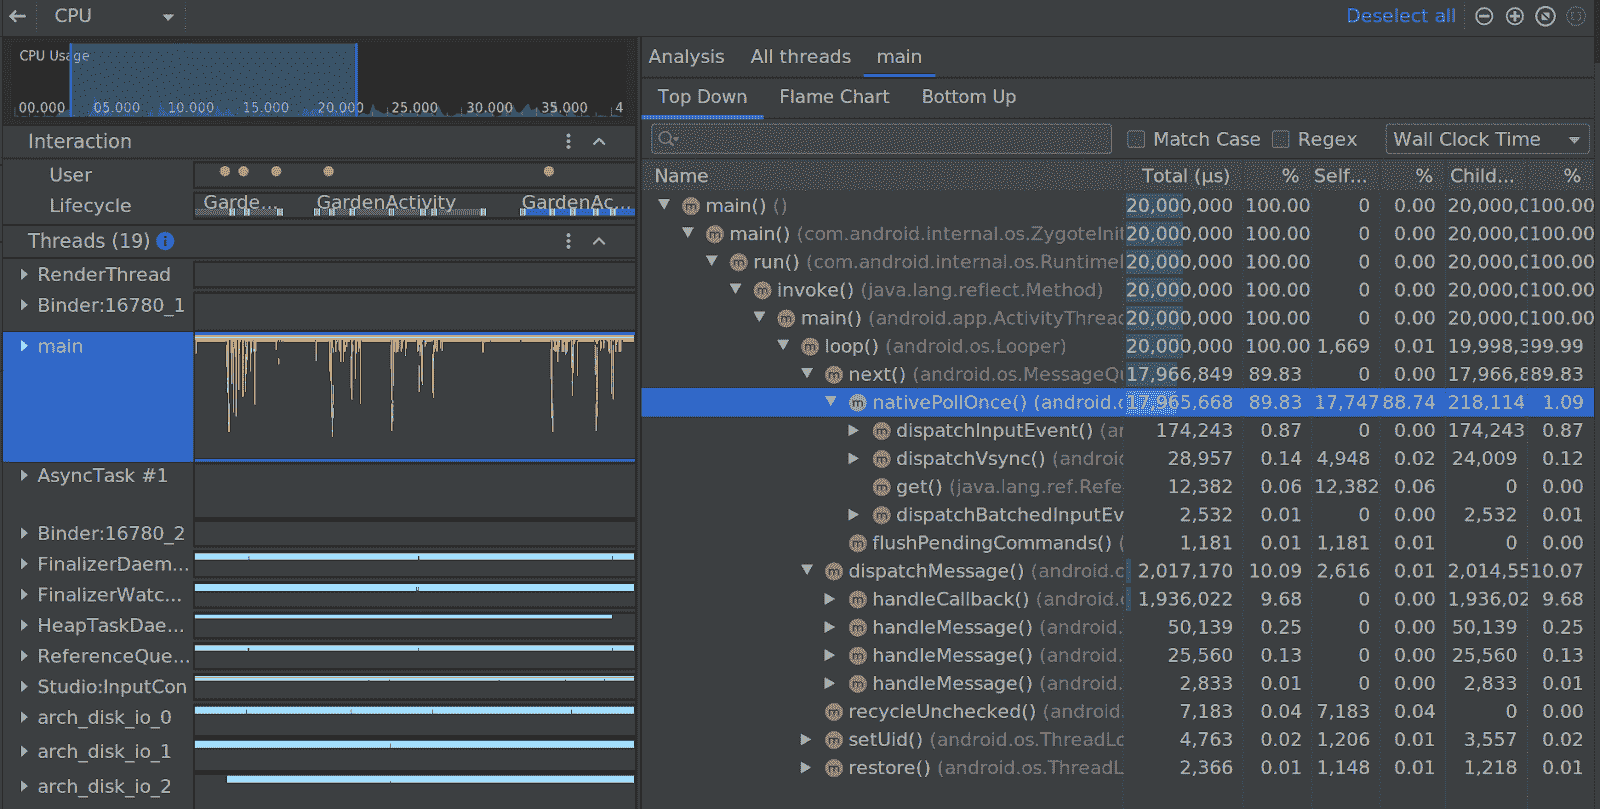 CPU
Deselect all
CPU Usage
00.000 05.000 10.000 15.000 20.000 25.000 30.000 35.000 4
Interaction
User
Lifecycle Garde... GardenActivity GardenAc...
Threads (19)
RenderThread
Binder:16780_1
main
AsyncTask #1
Binder:16780_2
FinalizerDaem...
FinalizerWatc...
HeapTaskDae...
ReferenceQue...
Studio:InputCon
arch_disk_io_0
arch_disk_io_1
arch_disk_io_2
Analysis All threads main
Top Down Flame Chart Bottom Up
Match Case Regex Wall Clock Time
Name Total (μs) % Self... % Child... %
main() () 20,000,000 100.00 0 0.00 20,000,0 100.00
main() (com.android.internal.os.ZygoteInit 20,000,000 100.00 0 0.00 20,000,0 100.00
run() (com.android.internal.os.RuntimeI 20,000,000 100.00 0 0.00 20,000,0 100.00
invoke() (java.lang.reflect.Method) 20,000,000 100.00 0 0.00 20,000,0 100.00
main() (android.app.ActivityThread 20,000,000 100.00 0 0.00 20,000,0 100.00
loop() (android.os.Looper) 20,000,000 100.00 1,669 0.01 19,998,3 99.99
next() (android.os.MessageQu 17,966,849 89.83 0 0.00 17,966,8 89.83
nativePollOnce() (android.o 17,965,668 89.83 17,747 88.74 218,114 1.09
dispatchInputEvent() (an 174,243 0.87 0 0.00 174,243 0.87
dispatchVsync() (android 28,957 0.14 4,948 0.02 24,009 0.12
get() (java.lang.ref.Refe 12,382 0.06 12,382 0.06 0 0.00
dispatchBatchedInputEv 2,532 0.01 0 0.00 2,532 0.01
flushPendingCommands() ( 1,181 0.01 1,181 0.01 0 0.00
dispatchMessage() (android.o 2,017,170 10.09 2,616 0.01 2,014,55 10.07
handleCallback() (android.o 1,936,022 9.68 0 0.00 1,936,02 9.68
handleMessage() (android. 50,139 0.25 0 0.00 50,139 0.25
handleMessage() (android. 25,560 0.13 0 0.00 25,560 0.13
handleMessage() (android. 2,833 0.01 0 0.00 2,833 0.01
recycleUnchecked() (android. 7,183 0.04 7,183 0.04 0 0.00
setUid() (android.os.ThreadLo 4,763 0.02 1,206 0.01 3,557 0.02
restore() (android.os.ThreadL 2,366 0.01 1,148 0.01 1,218 0.01